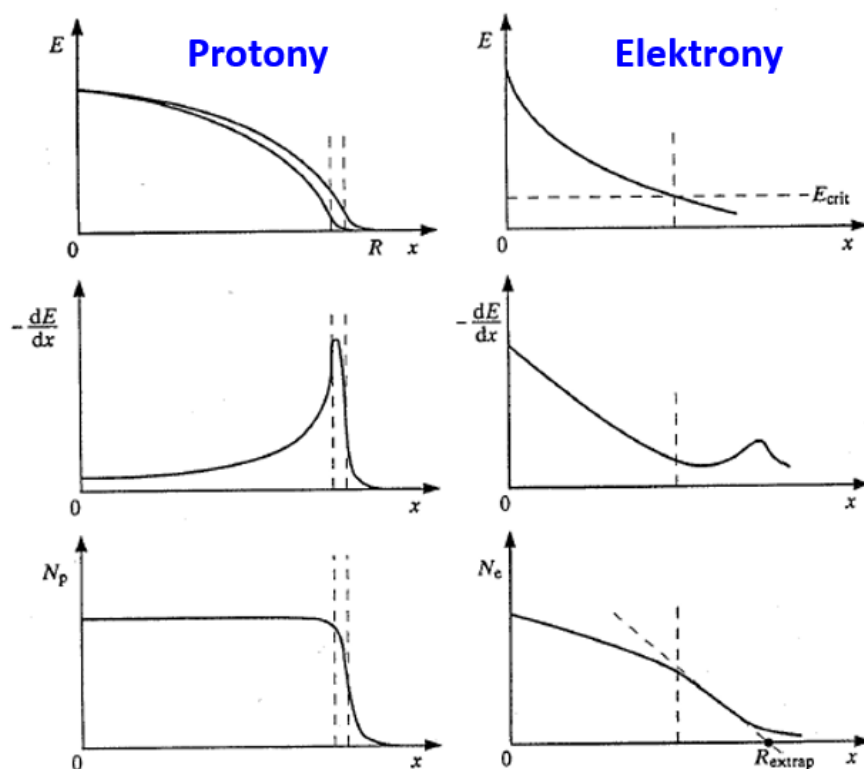 Protony
E
0
R
x
Elektrony
E
E_crit
0
x
-dE/dx
0
x
-dE/dx
0
x
N_p
0
x
N_e
0
R_extrap
x